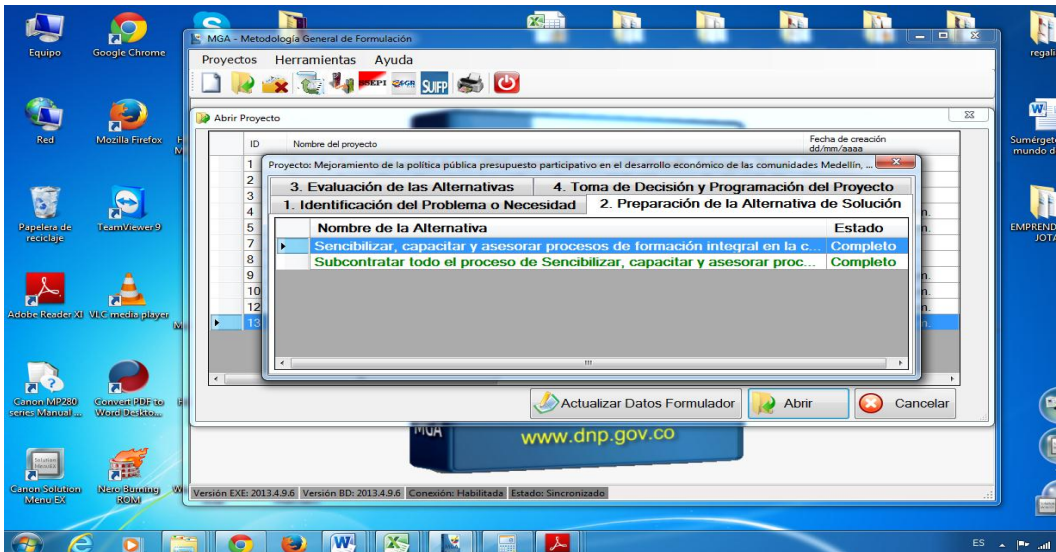 MGA - Metodología General de Formulación
Proyectos Herramientas Ayuda
BSEPI SGR SUIFP
Abrir Proyecto
ID Nombre del proyecto Fecha de creación
dd/mm/aaaa
Proyecto: Mejoramiento de la política pública presupuesto participativo en el desarrollo económico de las comunidades Medellín, ...
3. Evaluación de las Alternativas 4. Toma de Decisión y Programación del Proyecto
1. Identificación del Problema o Necesidad 2. Preparación de la Alternativa de Solución
Nombre de la Alternativa Estado
Sencibilizar, capacitar y asesorar procesos de formación integral en la c... Completo
Subcontratar todo el proceso de Sencibilizar, capacitar y asesorar proc... Completo
1
2
3
4
5
7
8
9
10
12
13
Actualizar Datos Formulador Abrir Cancelar
MGA
www.dnp.gov.co
Versión EXE: 2013.4.9.6 Versión BD: 2013.4.9.6 Conexión: Habilitada Estado: Sincronizado
Equipo Google Chrome
Red Mozilla Firefox
Papelera de
reciclaje
TeamViewer 9
Adobe Reader XI VLC media player
Canon MP280
series Manual ...
Convert PDF to
Word Deskto...
Canon Solution
Menu EX
Nero Burning
ROM
regali
Sumérget
mundo d
EMPREND
JOTA
ES